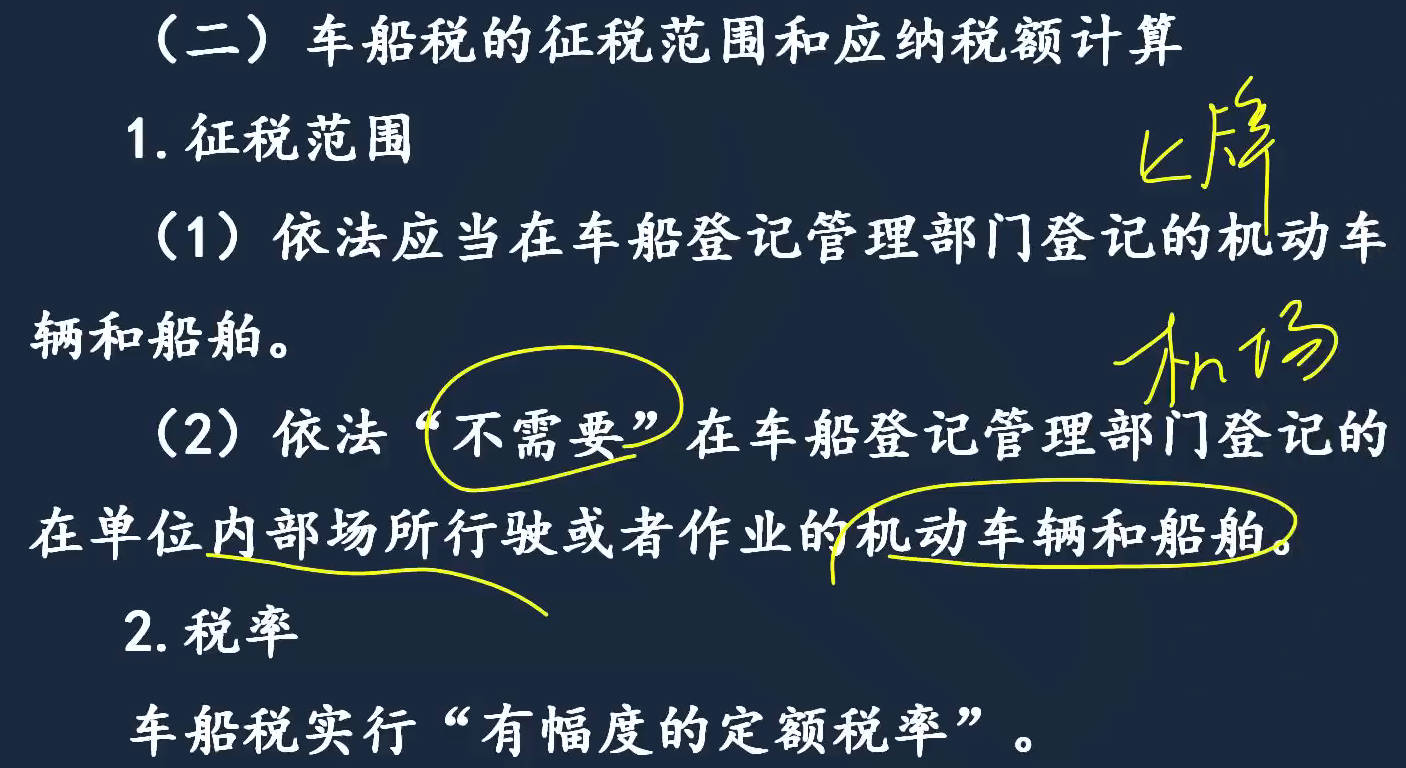 （二）车船税的征税范围和应纳税额计算
1.征税范围
上牌
（1）依法应当在车船登记管理部门登记的机动车
辆和船舶。
机场
（2）依法“不需要”在车船登记管理部门登记的
在单位内部场所行驶或者作业的机动车辆和船舶。
2.税率
车船税实行“有幅度的定额税率”。